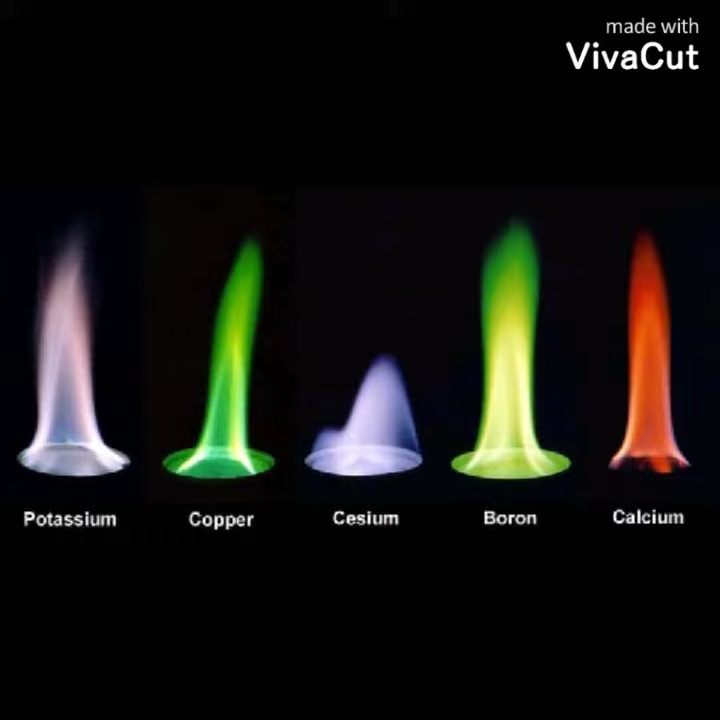 made with
VivaCut
Potassium
Copper
Cesium
Boron
Calcium